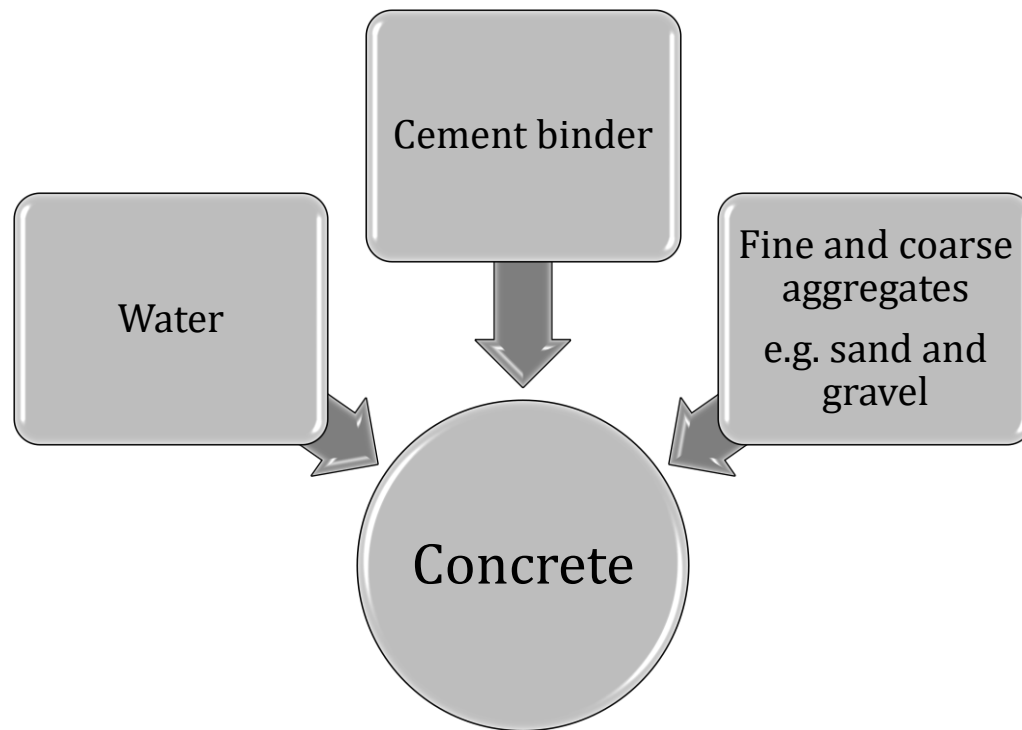 Cement binder
Water
Fine and coarse
aggregates
e.g. sand and
gravel
Concrete